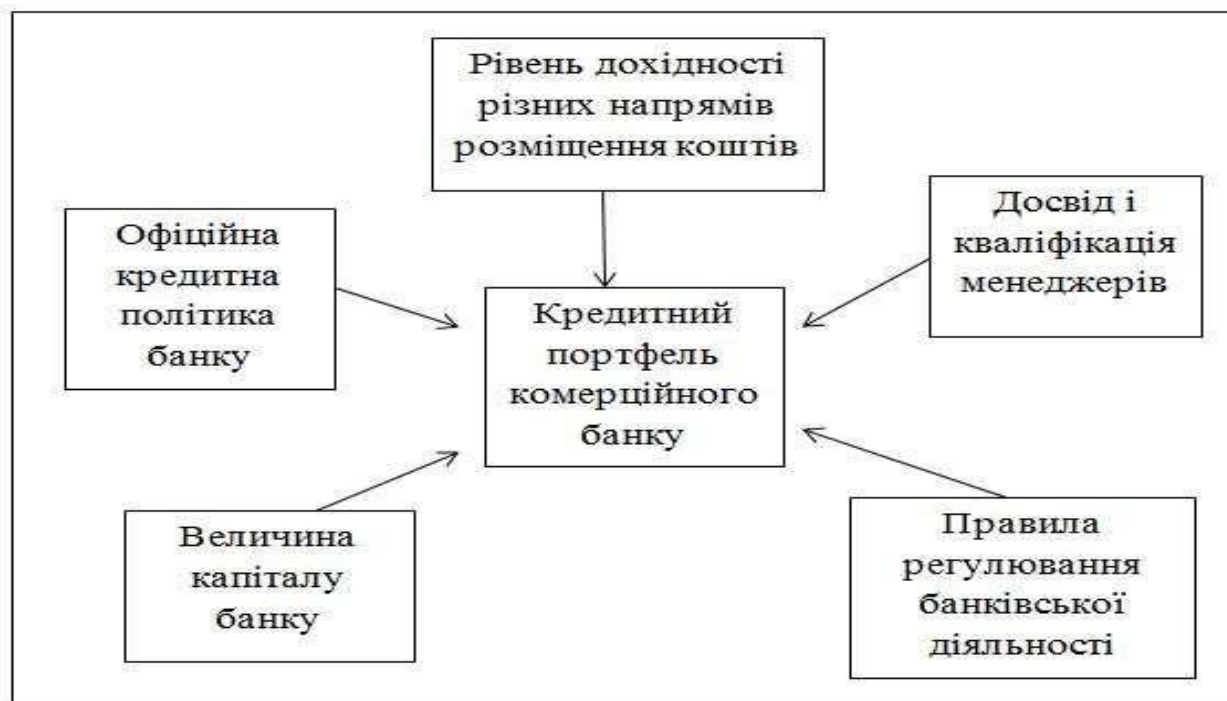 Рівень дохідності
різних напрямів
розміщення коштів
Офіційна
кредитна
політика
банку
Досвід і
кваліфікація
менеджерів
Кредитний
портфель
комерційного
банку
Величина
капіталу
банку
Правила
регулювання
банківської
діяльності